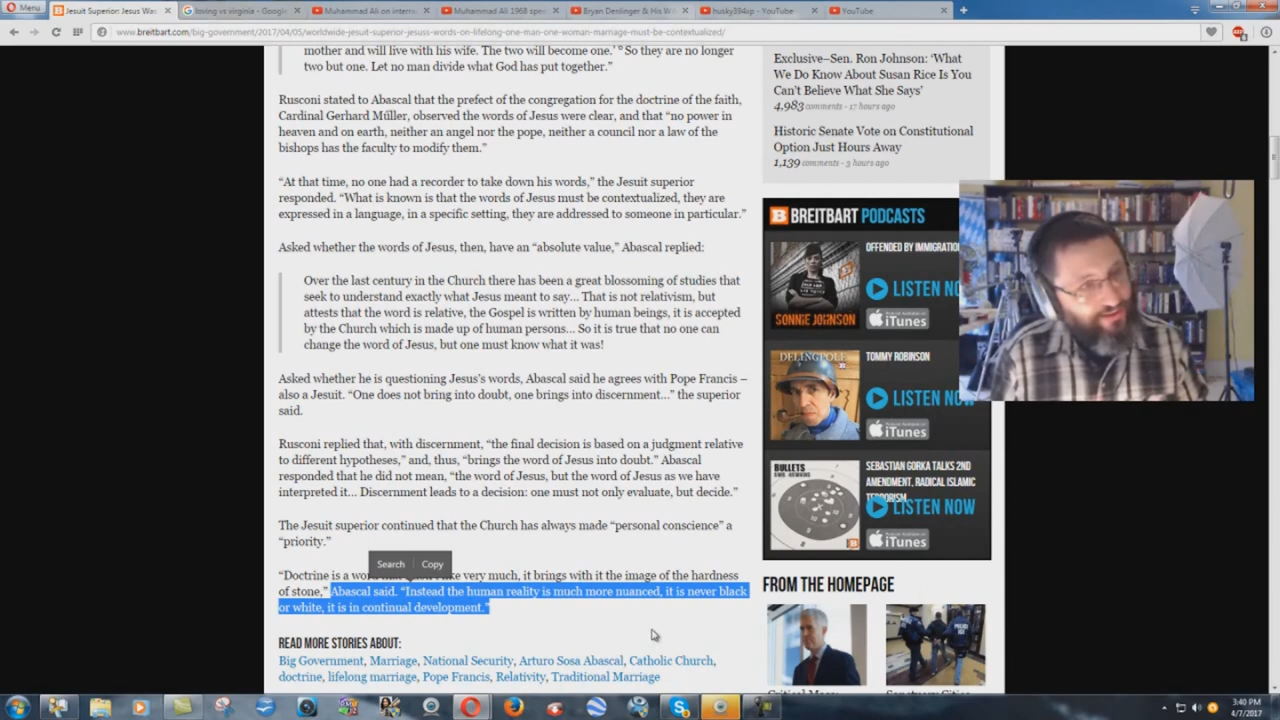 Menu
Jesuit Superior: Jesus Was
loving vs virginia - Google
Muhammad Ali on interra
Muhammad Ali 1968 spe
Bryan Denlinger & His Wi
husky394xp - YouTube
YouTube
www.breitbart.com/big-government/2017/04/05/worldwide-jesuit-superior-jesuss-words-on-lifelong-one-man-one-woman-marriage-must-be-contextualized/
mother and will live with his wife. The two will become one.’ ” So they are no longer
two but one. Let no man divide what God has put together.”
Rusconi stated to Abascal that the prefect of the congregation for the doctrine of the faith,
Cardinal Gerhard Müller, observed the words of Jesus were clear, and that “no power in
heaven and on earth, neither an angel nor the pope, neither a council nor a law of the
bishops has the faculty to modify them.”
“At that time, no one had a recorder to take down his words,” the Jesuit superior
responded. “What is known is that the words of Jesus must be contextualized, they are
expressed in a language, in a specific setting, they are addressed to someone in particular.”
Asked whether the words of Jesus, then, have an “absolute value,” Abascal replied:
Over the last century in the Church there has been a great blossoming of studies that
seek to understand exactly what Jesus meant to say… That is not relativism, but
attests that the word is relative, the Gospel is written by human beings, it is accepted
by the Church which is made up of human persons… So it is true that no one can
change the word of Jesus, but one must know what it was!
Asked whether he is questioning Jesus’s words, Abascal said he agrees with Pope Francis –
also a Jesuit. “One does not bring into doubt, one brings into discernment…” the superior
said.
Rusconi replied that, with discernment, “the final decision is based on a judgment relative
to different hypotheses,” and, thus, “brings the word of Jesus into doubt.” Abascal
responded that he did not mean, “the word of Jesus, but the word of Jesus as we have
interpreted it… Discernment leads to a decision: one must not only evaluate, but decide.”
The Jesuit superior continued that the Church has always made “personal conscience” a
“priority.”
Search
Copy
“Doctrine is a word like very much, it brings with it the image of the hardness
of stone,” Abascal said. “Instead the human reality is much more nuanced, it is never black
or white, it is in continual development.”
READ MORE STORIES ABOUT:
Big Government, Marriage, National Security, Arturo Sosa Abascal, Catholic Church,
doctrine, lifelong marriage, Pope Francis, Relativity, Traditional Marriage
Exclusive–Sen. Ron Johnson: ‘What
We Do Know About Susan Rice Is You
Can’t Believe What She Says’
4,983 comments - 17 hours ago
Historic Senate Vote on Constitutional
Option Just Hours Away
1,139 comments - 3 hours ago
BREITBART PODCASTS
SONNIE JOHNSON
OFFENDED BY IMMIGRATION
LISTEN NO
iTunes
DELINGPOLE
TOMMY ROBINSON
LISTEN NOW
iTunes
BULLETS
SEBASTIAN GORKA TALKS 2ND
AMENDMENT, RADICAL ISLAMIC
TERRORISM
LISTEN NOW
iTunes
FROM THE HOMEPAGE
POLICE
ICE
3:40 PM
4/7/2017